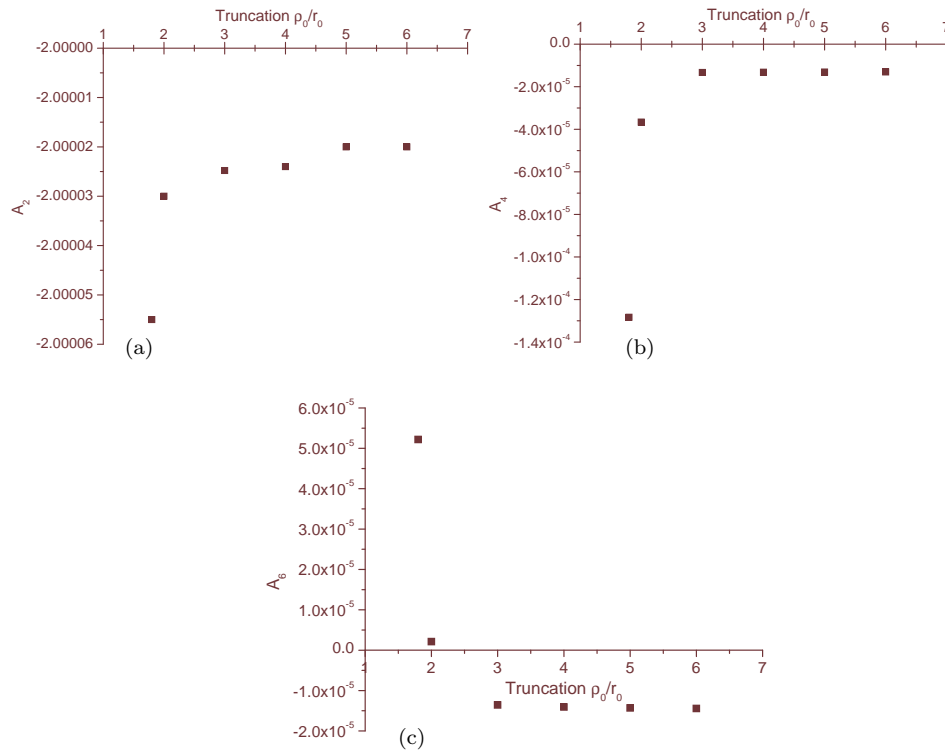 Truncation ρ₀/r₀
1 2 3 4 5 6 7
-2.00000
-2.00001
-2.00002
-2.00003
-2.00004
-2.00005
-2.00006
A₂
(a)
Truncation ρ₀/r₀
1 2 3 4 5 6 7
0.0
-2.0x10⁻⁵
-4.0x10⁻⁵
-6.0x10⁻⁵
-8.0x10⁻⁵
-1.0x10⁻⁴
-1.2x10⁻⁴
-1.4x10⁻⁴
A₄
(b)
6.0x10⁻⁵
5.0x10⁻⁵
4.0x10⁻⁵
3.0x10⁻⁵
2.0x10⁻⁵
1.0x10⁻⁵
0.0
-1.0x10⁻⁵
-2.0x10⁻⁵
A₆
1 2 3 4 5 6 7
Truncation ρ₀/r₀
(c)